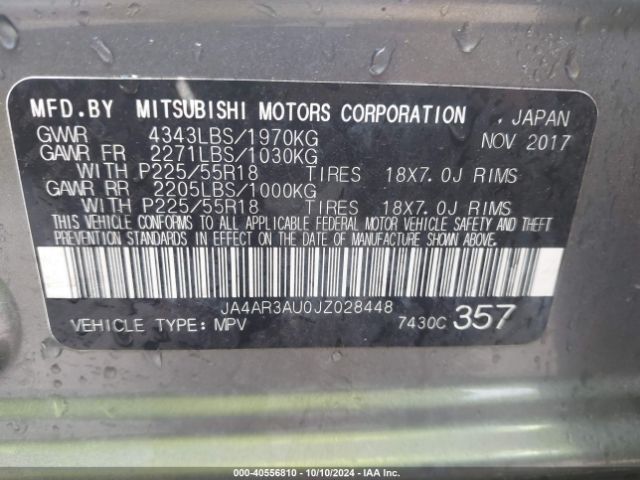 MFD.BY MITSUBISHI MOTORS CORPORATION , JAPAN
GVWR 4343LBS/1970KG NOV 2017
GAWR FR 2271LBS/1030KG
WITH P225/55R18 TIRES 18X7.0J RIMS
GAWR RR 2205LBS/1000KG
WITH P225/55R18 TIRES 18X7.0J RIMS
THIS VEHICLE CONFORMS TO ALL APPLICABLE FEDERAL MOTOR VEHICLE SAFETY AND THEFT
PREVENTION STANDARDS IN EFFECT ON THE DATE OF MANUFACTURE SHOWN ABOVE.
JA4AR3AU0JZ028448
VEHICLE TYPE: MPV 7430C 357
000-40556810 - 10/10/2024 - Copyright © IAA, LLC